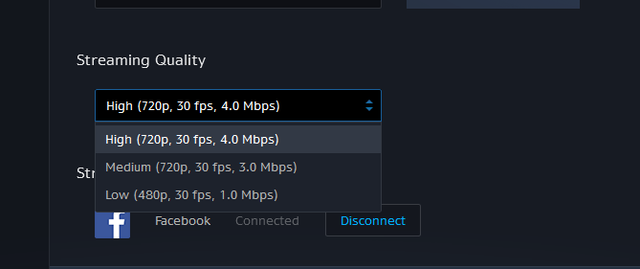 Streaming Quality
High (720p, 30 fps, 4.0 Mbps)
High (720p, 30 fps, 4.0 Mbps)
Medium (720p, 30 fps, 3.0 Mbps)
Low (480p, 30 fps, 1.0 Mbps)
f Facebook Connected Disconnect